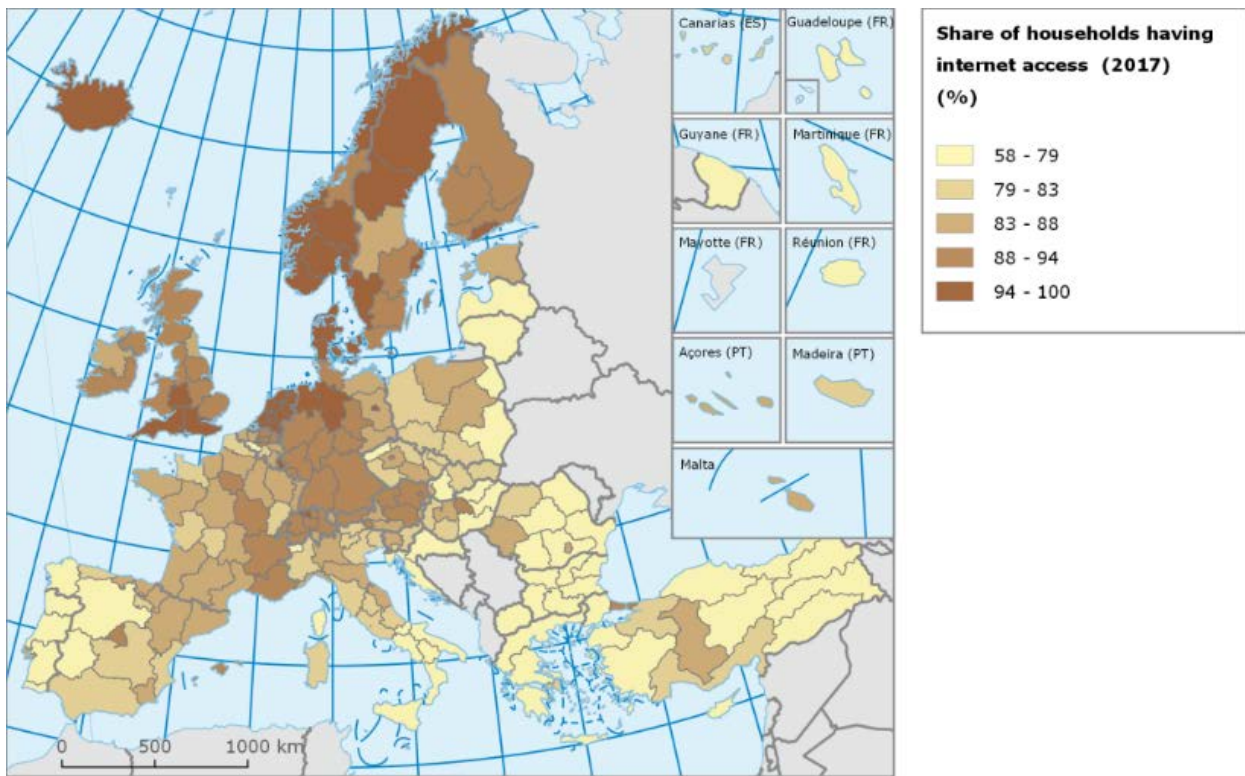 Canarias (ES)
Guadeloupe (FR)
Guyane (FR)
Martinique (FR)
Mayotte (FR)
Réunion (FR)
Açores (PT)
Madeira (PT)
Malta
0 500 1000 km
Share of households having
internet access (2017)
(%)
58 - 79
79 - 83
83 - 88
88 - 94
94 - 100